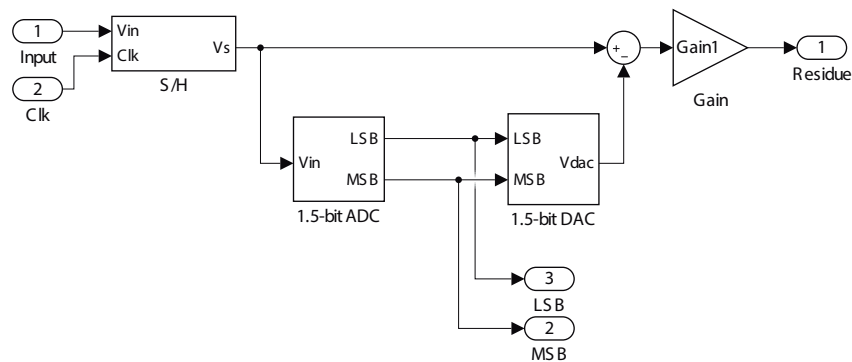 1
Input
2
Clk
Vin
Clk
Vs
S/H
+
−
Gain1
Gain
1
Residue
Vin
LSB
MSB
1.5-bit ADC
LSB
MSB
Vdac
1.5-bit DAC
3
LSB
2
MSB